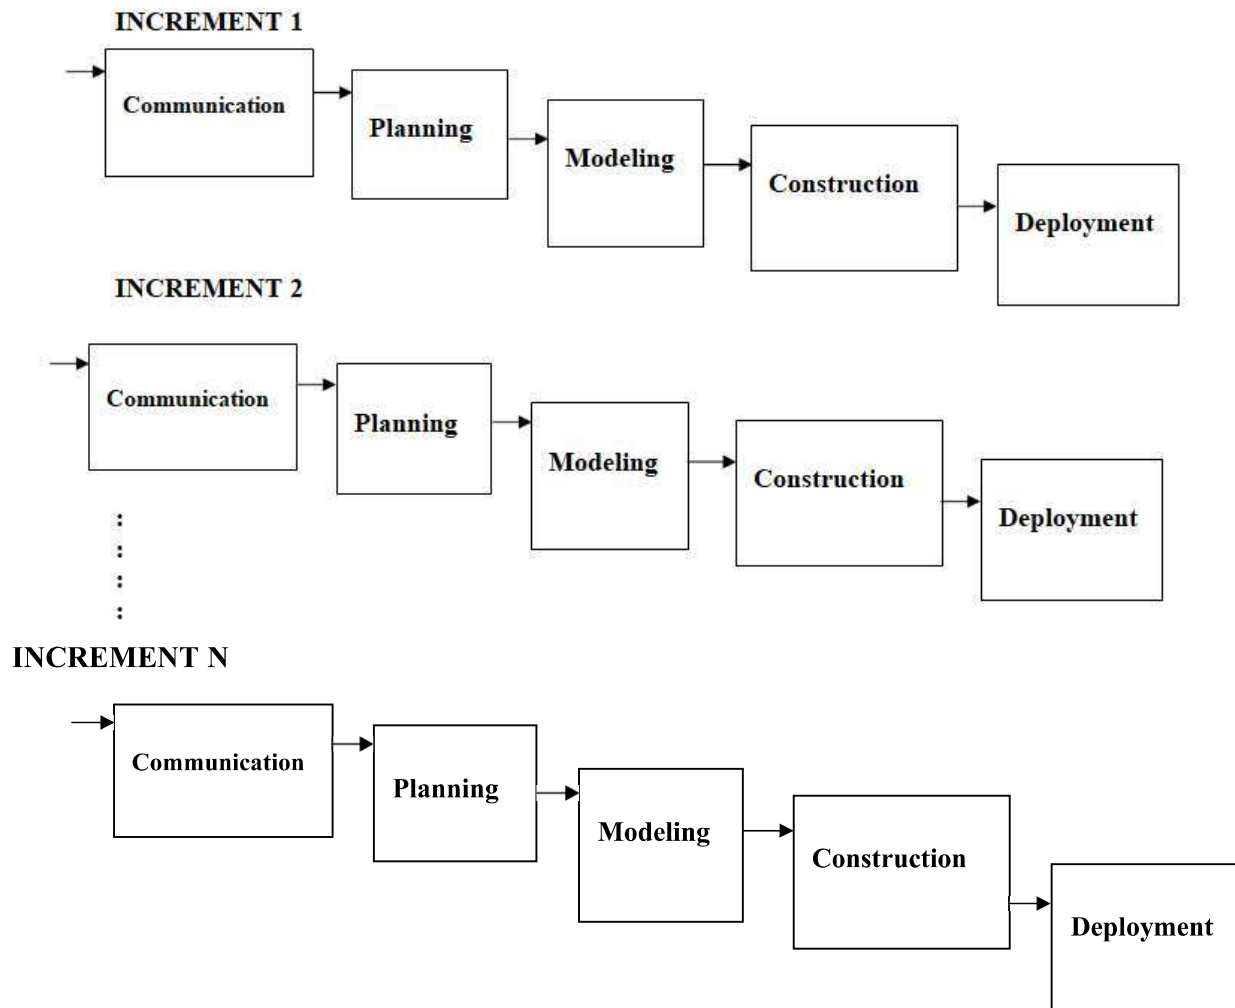 INCREMENT 1
Communication
Planning
Modeling
Construction
Deployment
INCREMENT 2
Communication
Planning
Modeling
Construction
Deployment
:
:
:
:
INCREMENT N
Communication
Planning
Modeling
Construction
Deployment